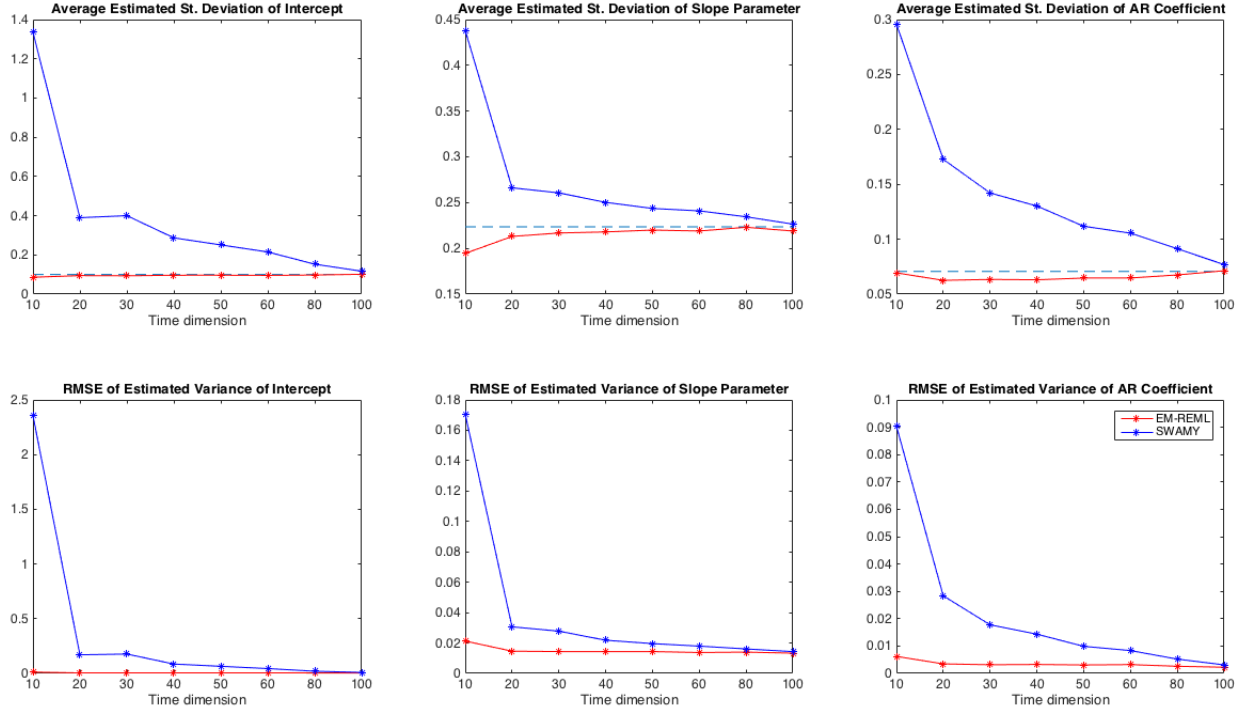 Average Estimated St. Deviation of Intercept
1.4
1.2
1
0.8
0.6
0.4
0.2
0
10 20 30 40 50 60 80 100
Time dimension
Average Estimated St. Deviation of Slope Parameter
0.45
0.4
0.35
0.3
0.25
0.2
0.15
10 20 30 40 50 60 80 100
Time dimension
Average Estimated St. Deviation of AR Coefficient
0.3
0.25
0.2
0.15
0.1
0.05
10 20 30 40 50 60 80 100
Time dimension
RMSE of Estimated Variance of Intercept
2.5
2
1.5
1
0.5
0
10 20 30 40 50 60 80 100
Time dimension
RMSE of Estimated Variance of Slope Parameter
0.18
0.16
0.14
0.12
0.1
0.08
0.06
0.04
0.02
0
10 20 30 40 50 60 80 100
Time dimension
RMSE of Estimated Variance of AR Coefficient
0.1
0.09
0.08
0.07
0.06
0.05
0.04
0.03
0.02
0.01
0
10 20 30 40 50 60 80 100
Time dimension
EM-REML
SWAMY